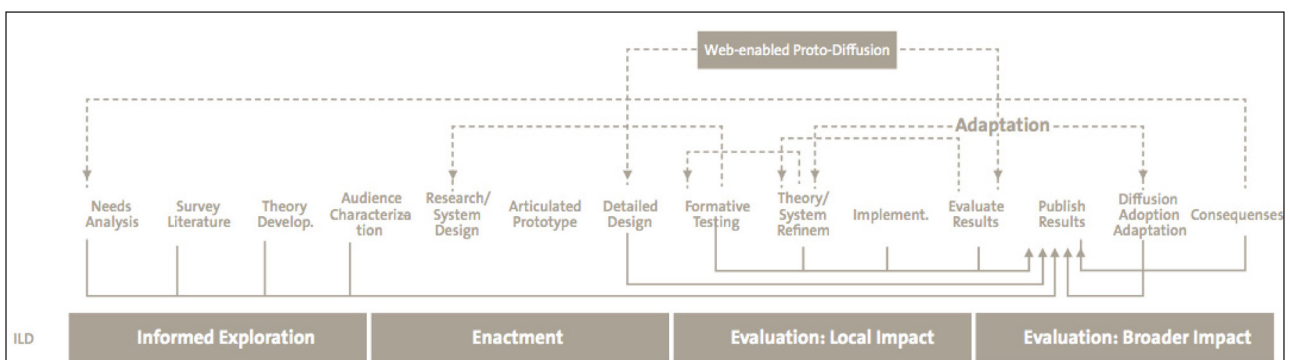 Web-enabled Proto-Diffusion
Adaptation
Needs
Analysis
Survey
Literature
Theory
Develop.
Audience
Characteriza
tion
Research/
System
Design
Articulated
Prototype
Detailed
Design
Formative
Testing
Theory/
System
Refinem
Implement.
Evaluate
Results
Publish
Results
Diffusion
Adoption
Adaptation
Consequenses
ILD
Informed Exploration
Enactment
Evaluation: Local Impact
Evaluation: Broader Impact